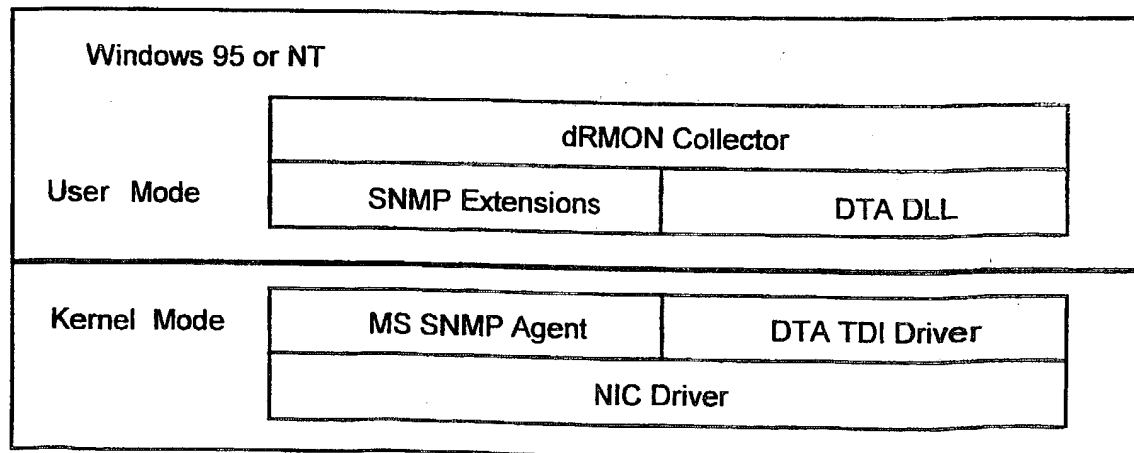 Windows 95 or NT
dRMON Collector
User Mode
SNMP Extensions
DTA DLL
Kernel Mode
MS SNMP Agent
DTA TDI Driver
NIC Driver